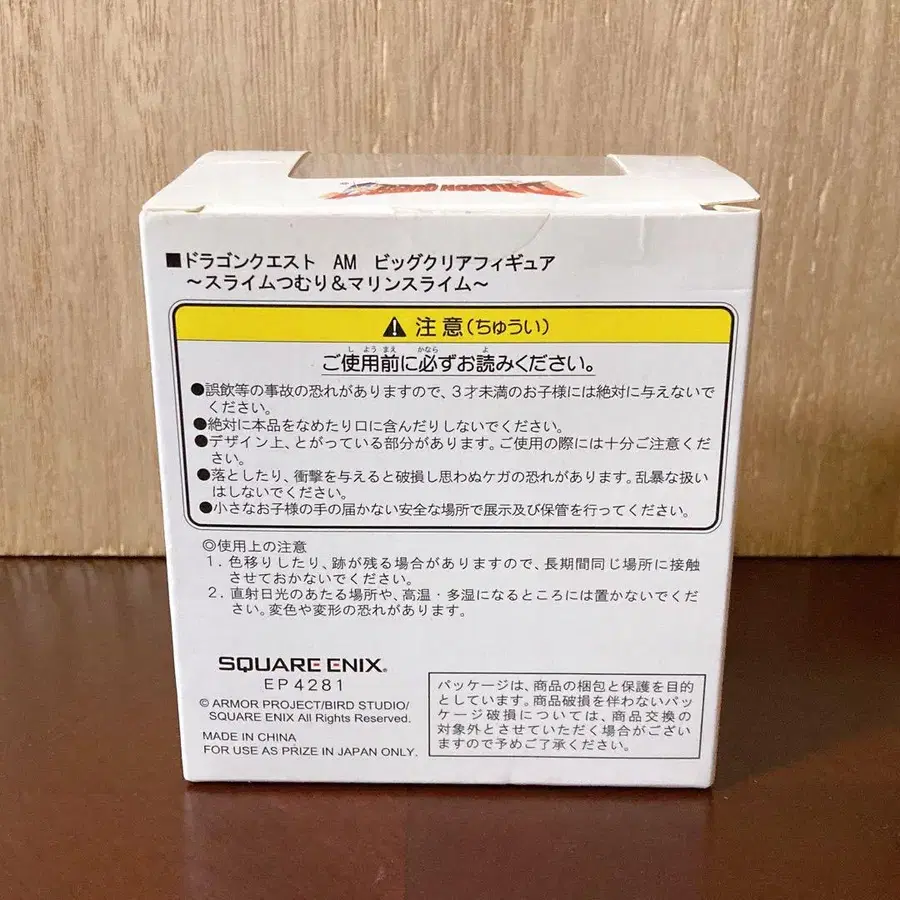 DRAGON QUEST
■ドラゴンクエスト AM ビッグクリアフィギュア
～スライムつむり＆マリンスライム～
⚠注意(ちゅうい)
しようまえ かなら よ
ご使用前に必ずお読みください。
●誤飲等の事故の恐れがありますので、3才未満のお子様には絶対に与えないで
ください。
●絶対に本品をなめたり口に含んだりしないでください。
●デザイン上、とがっている部分があります。ご使用の際には十分ご注意くだ
さい。
●落としたり、衝撃を与えると破損し思わぬケガの恐れがあります。乱暴な扱い
はしないでください。
●小さなお子様の手の届かない安全な場所で展示及び保管を行ってください。
◎使用上の注意
1．色移りしたり、跡が残る場合がありますので、長期間同じ場所に接触
させておかないでください。
2．直射日光のあたる場所や、高温・多湿になるところには置かないでくだ
さい。変色や変形の恐れがあります。
SQUARE ENIX®
EP4281
© ARMOR PROJECT/BIRD STUDIO/
SQUARE ENIX All Rights Reserved.
MADE IN CHINA
FOR USE AS PRIZE IN JAPAN ONLY.
パッケージは、商品の梱包と保護を目的
としています。商品破損を伴わないパッ
ケージ破損については、商品交換の
対象外とさせていただく場合がござい
ますので予めご了承ください。